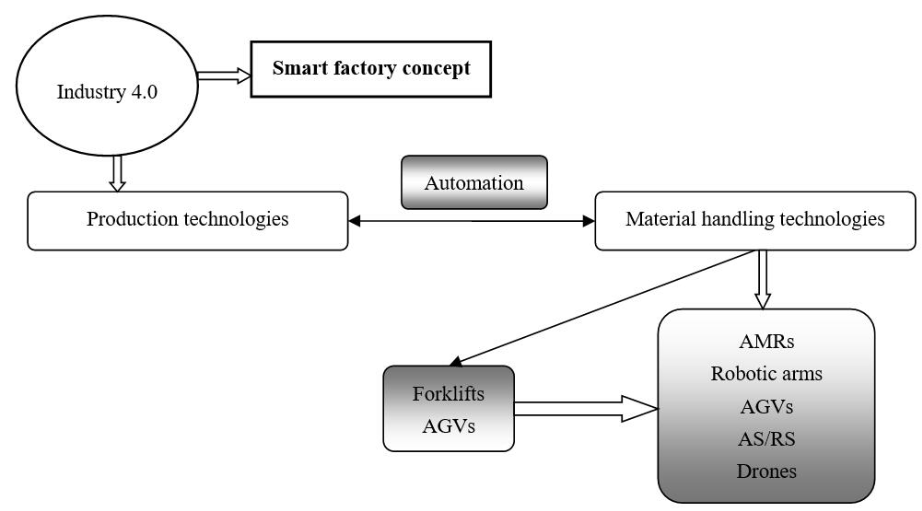 Smart factory concept
Industry 4.0
Automation
Production technologies
Material handling technologies
AMRs
Robotic arms
AGVs
AS/RS
Drones
Forklifts
AGVs